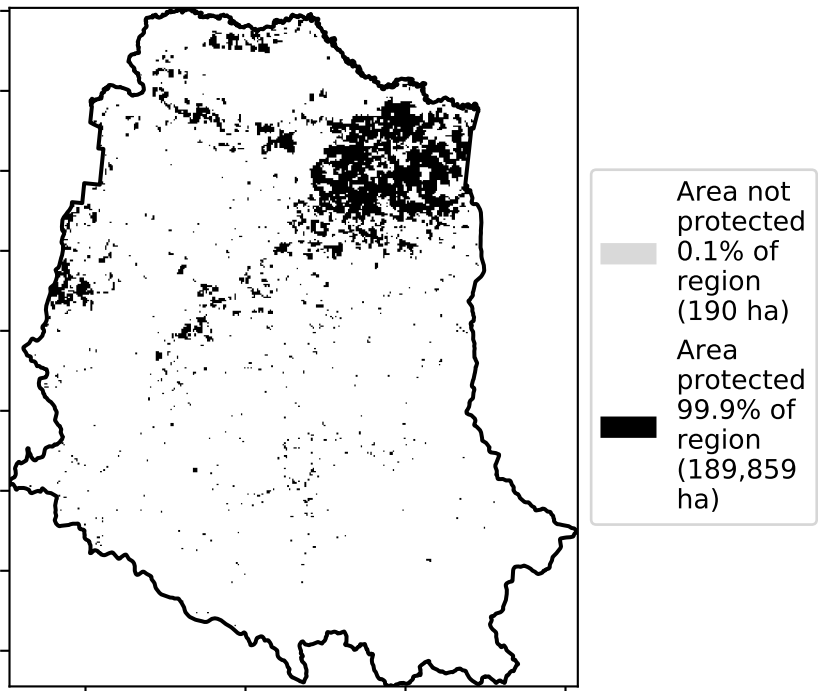 Area not
protected
0.1% of
region
(190 ha)
Area
protected
99.9% of
region
(189,859
ha)